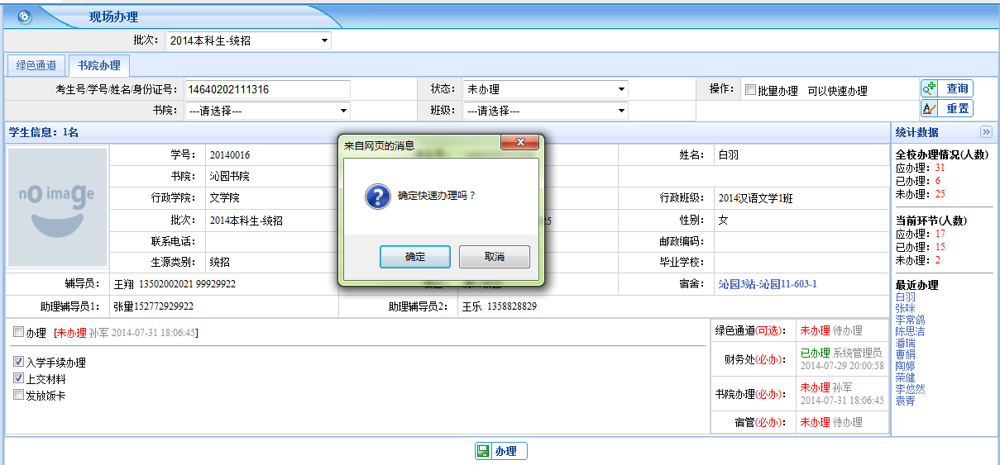 现场办理
批次： 2014本科生-统招
绿色通道 书院办理
考生号/学号/姓名/身份证号： 14640202111316 状态： 未办理 操作： 批量办理 可以快速办理 查询
书院： ---请选择--- 班级： ---请选择--- 重置
学生信息：1名 统计数据
来自网页的消息
确定快速办理吗？
确定 取消
no image
学号： 20140016 姓名： 白羽
书院： 沁园书院
行政学院： 文学院 行政班级： 2014汉语文学1班
批次： 2014本科生-统招 性别： 女
联系电话： 邮政编码：
生源类别： 统招 毕业学校：
辅导员： 王翔 13502002021 99929922 宿舍： 沁园3站-沁园11-603-1
助理辅导员1： 张量152772929922 助理辅导员2： 王乐 1358828829
办理 [未办理 孙军 2014-07-31 18:06:45]
入学手续办理
上交材料
发放饭卡
绿色通道(可选)： 未办理 待办理
财务处(必办)： 已办理 系统管理员
2014-07-29 20:00:58
书院办理(必办)： 未办理 孙军
2014-07-31 18:06:45
宿管(必办)： 未办理 待办理
全校办理情况(人数)
应办理：31
已办理：6
未办理：25
当前环节(人数)
应办理：17
已办理：15
未办理：2
最近办理
白羽
张咪
李常鸽
陈思洁
潘瑞
曹娟
陶婷
荣健
李悠然
袁青
办理